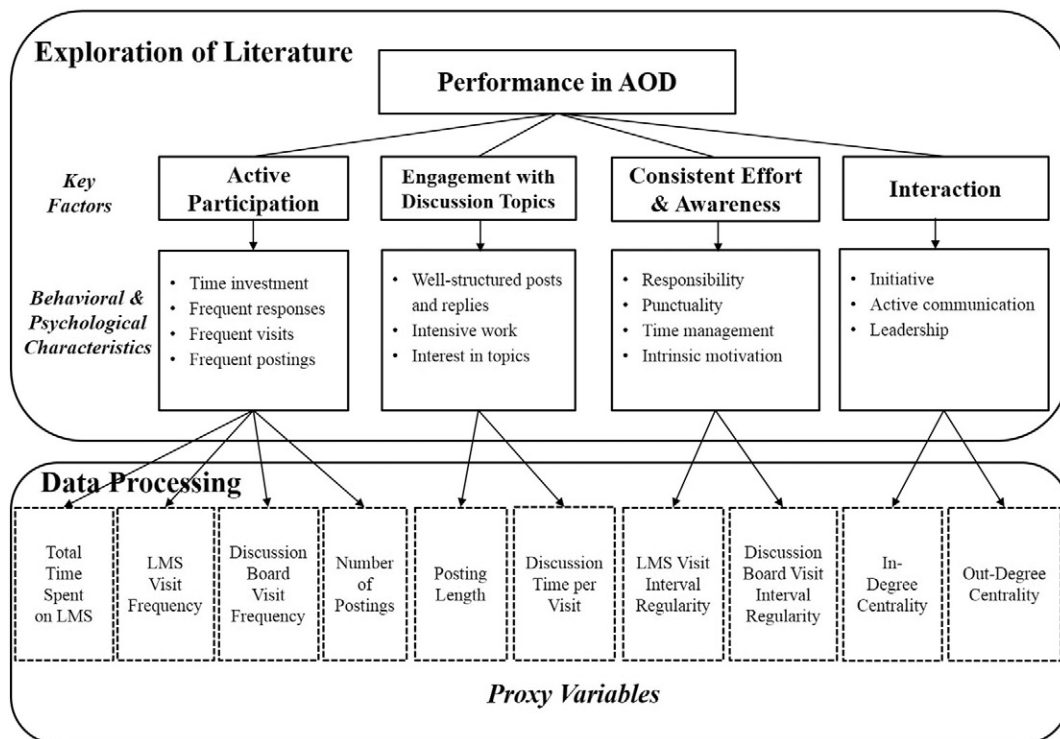 Exploration of Literature
Performance in AOD
Key
Factors
Active
Participation
Engagement with
Discussion Topics
Consistent Effort
& Awareness
Interaction
Behavioral &
Psychological
Characteristics
• Time investment
• Frequent responses
• Frequent visits
• Frequent postings
• Well-structured posts
and replies
• Intensive work
• Interest in topics
• Responsibility
• Punctuality
• Time management
• Intrinsic motivation
• Initiative
• Active communication
• Leadership
Data Processing
Total
Time
Spent
on LMS
LMS
Visit
Frequency
Discussion
Board
Visit
Frequency
Number
of
Postings
Posting
Length
Discussion
Time per
Visit
LMS Visit
Interval
Regularity
Discussion
Board Visit
Interval
Regularity
In-
Degree
Centrality
Out-Degree
Centrality
Proxy Variables